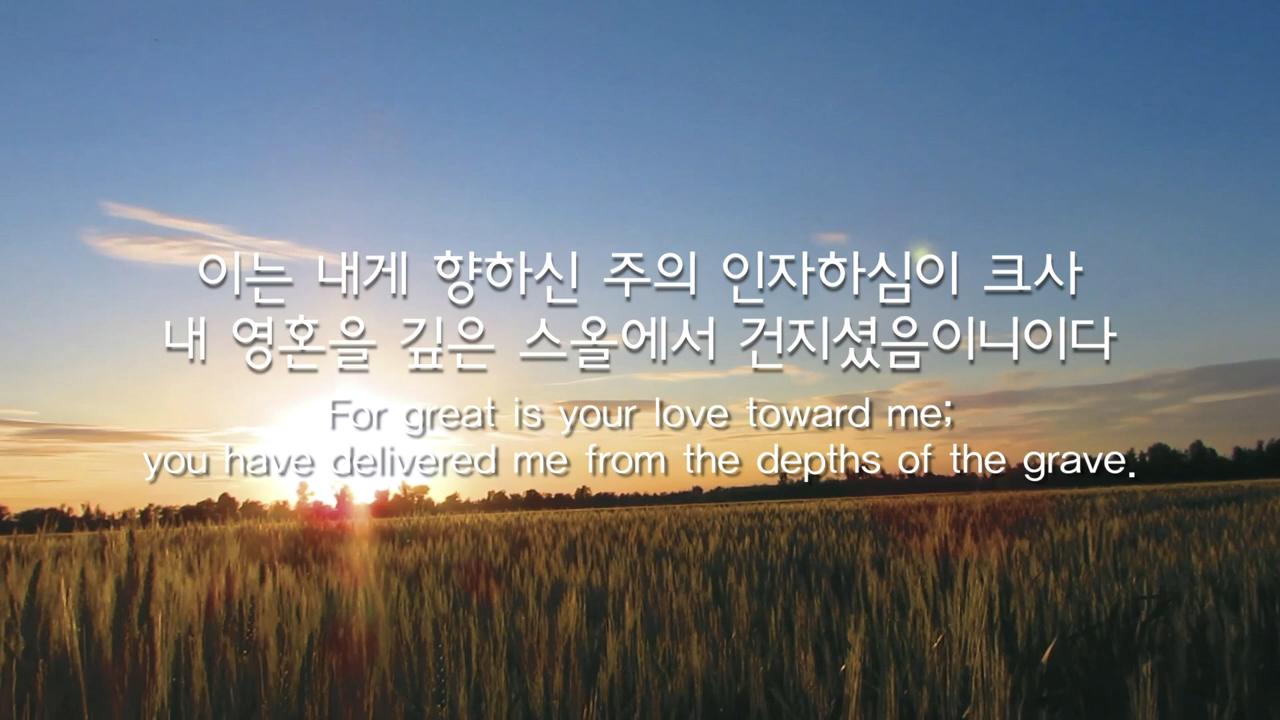 이는 내게 향하신 주의 인자하심이 크사
내 영혼을 깊은 스올에서 건지셨음이니이다
For great is your love toward me;
you have delivered me from the depths of the grave.